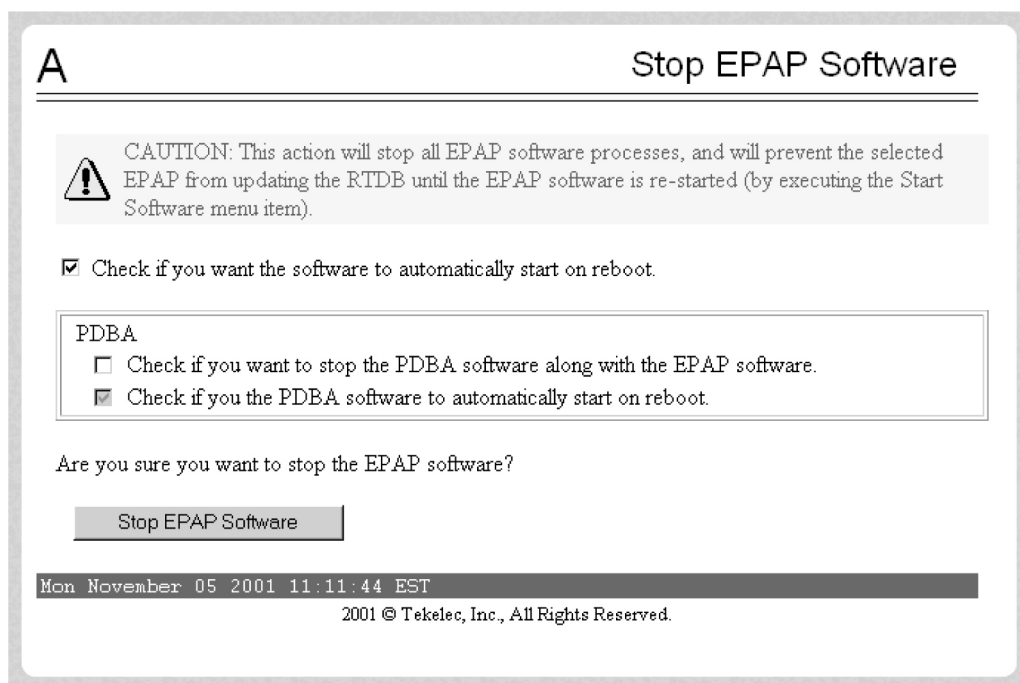 A
Stop EPAP Software
CAUTION: This action will stop all EPAP software processes, and will prevent the selected
EPAP from updating the RTDB until the EPAP software is re-started (by executing the Start
Software menu item).
Check if you want the software to automatically start on reboot.
PDBA
Check if you want to stop the PDBA software along with the EPAP software.
Check if you the PDBA software to automatically start on reboot.
Are you sure you want to stop the EPAP software?
Stop EPAP Software
Mon November 05 2001 11:11:44 EST
2001 © Tekelec, Inc., All Rights Reserved.